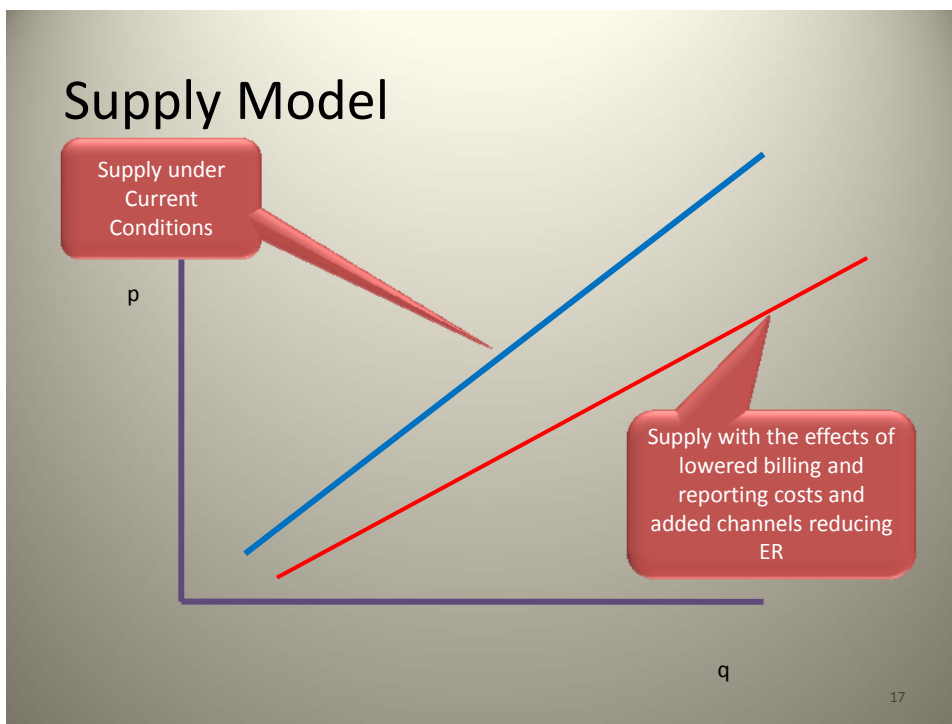 Supply Model
Supply under
Current
Conditions
p
Supply with the effects of
lowered billing and
reporting costs and
added channels reducing
ER
q
17